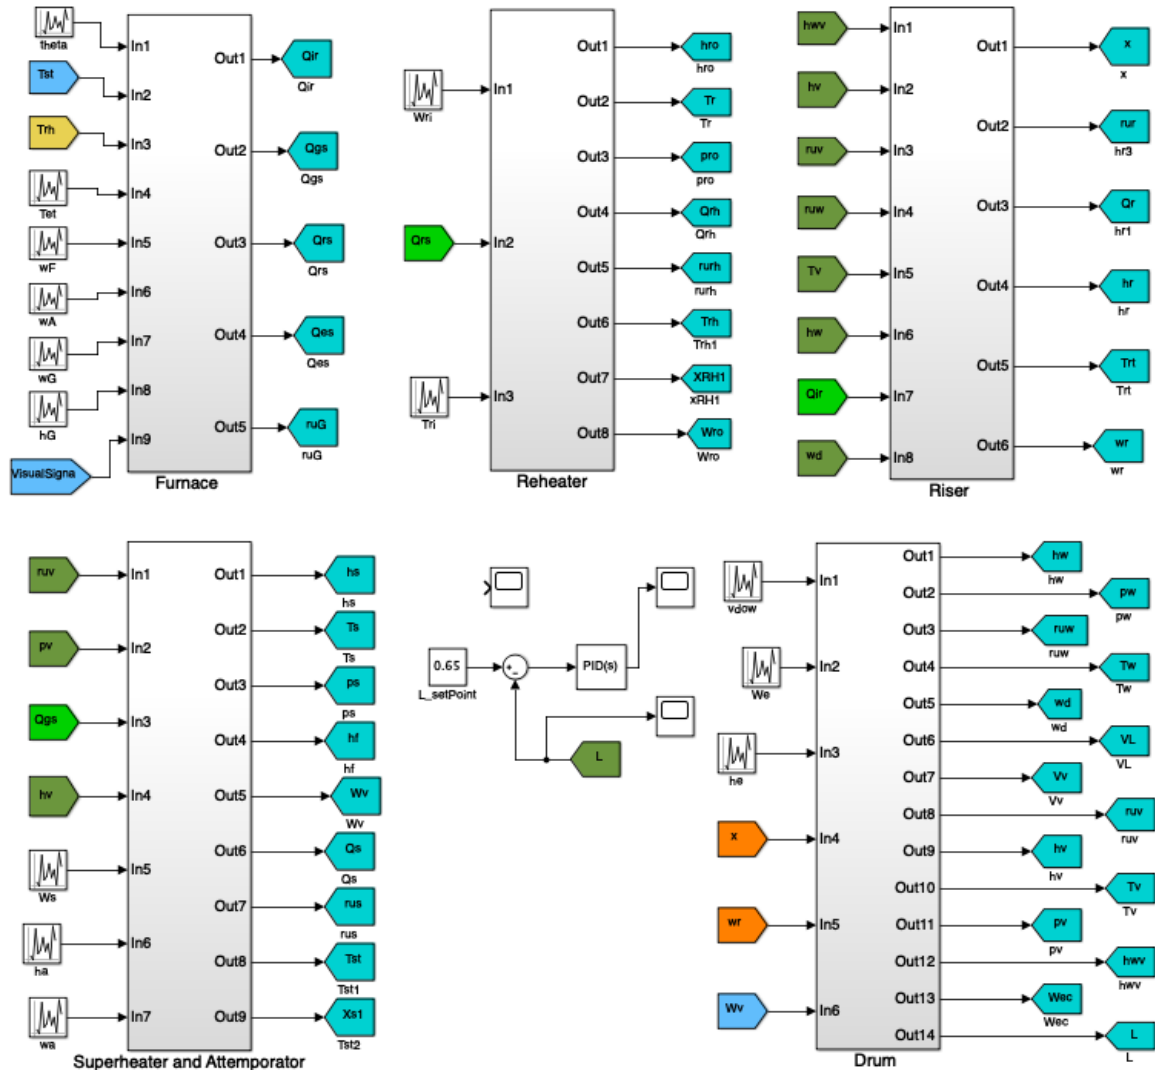 theta
Tst
Trh
Tet
wF
wA
wG
hG
VisualSigna
In1
In2
In3
In4
In5
In6
In7
In8
In9
Out1
Out2
Out3
Out4
Out5
Furnace
Qir
Qir
Qgs
Qgs
Qrs
Qrs
Qes
Qes
ruG
ruG
Wri
Qrs
Tri
In1
In2
In3
Out1
Out2
Out3
Out4
Out5
Out6
Out7
Out8
Reheater
hro
hro
Tr
Tr
pro
pro
Qrh
Qrh
rurh
rurh
Trh
Trh1
XRH1
xRH1
Wro
Wro
hwv
hv
ruv
ruw
Tv
hw
Qir
wd
In1
In2
In3
In4
In5
In6
In7
In8
Out1
Out2
Out3
Out4
Out5
Out6
Riser
x
x
rur
hr3
Qr
hr1
hr
hr
Trt
Trt
wr
wr
ruv
pv
Qgs
hv
Ws
ha
wa
In1
In2
In3
In4
In5
In6
In7
Out1
Out2
Out3
Out4
Out5
Out6
Out7
Out8
Out9
Superheater and Attemporator
hs
hs
Ts
Ts
ps
ps
hf
hf
Wv
Wv
Qs
Qs
rus
rus
Tst
Tst1
Xs1
Tst2
0.65
L_setPoint
PID(s)
L
vdow
We
he
x
wr
Wv
In1
In2
In3
In4
In5
In6
Out1
Out2
Out3
Out4
Out5
Out6
Out7
Out8
Out9
Out10
Out11
Out12
Out13
Out14
Drum
hw
hw
pw
pw
ruw
ruw
Tw
Tw
wd
wd
VL
VL
Vv
Vv
ruv
ruv
hv
hv
Tv
Tv
pv
pv
hwv
hwv
Wec
Wec
L
L